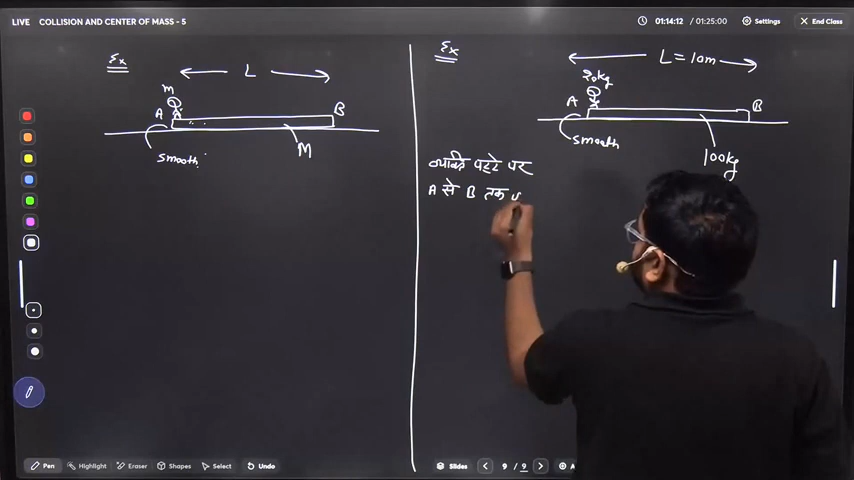 LIVE COLLISION AND CENTER OF MASS - 5
01:14:12 / 01:25:00
Settings
End Class
Ex
L
m
A
B
smooth
M
Ex
L = 10m
20kg
A
B
smooth
100kg
व्यक्ति पट्टे पर
A से B तक
Pen
Highlight
Eraser
Shapes
Select
Undo
Slides
9 / 9
A